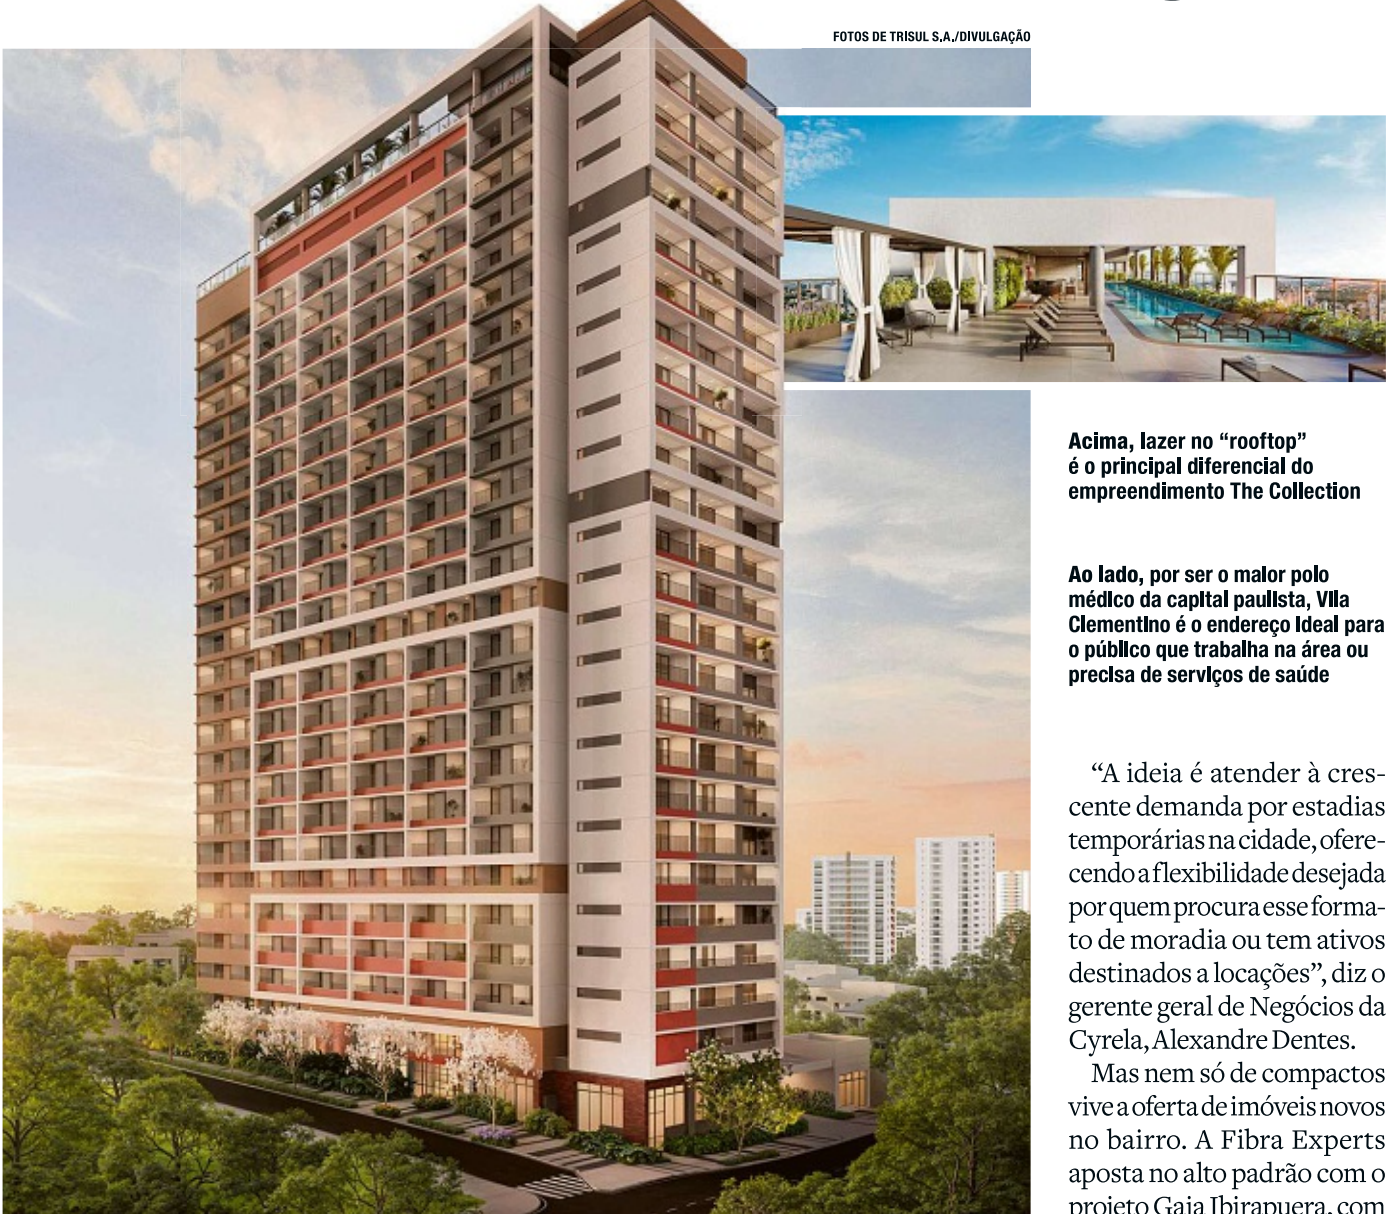 FOTOS DE TRISUL S.A./DIVULGAÇÃO
Acima, lazer no “rooftop”
é o principal diferencial do
empreendimento The Collection
Ao lado, por ser o maior polo
médico da capital paulista, Vila
Clementino é o endereço ideal para
o público que trabalha na área ou
precisa de serviços de saúde
“A ideia é atender à cres-
cente demanda por estadias
temporárias na cidade, ofere-
cendo a flexibilidade desejada
por quem procura esse forma-
to de moradia ou tem ativos
destinados a locações”, diz o
gerente geral de Negócios da
Cyrela, Alexandre Dentes.
Mas nem só de compactos
vive a oferta de imóveis novos
no bairro. A Fibra Experts
aposta no alto padrão com o
projeto Gaia Ibirapuera, com